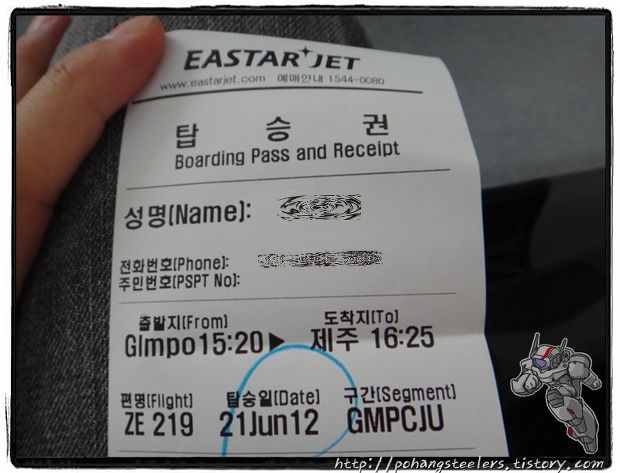 EASTAR JET
www.eastarjet.com 예매안내 1544-0080
탑 승 권
Boarding Pass and Receipt
성명(Name):
전화번호(Phone):
주민번호(PSPT No):
출발지(From) 도착지(To)
GImpo 15:20 ▶ 제주 16:25
편명(Flight) 탑승일(Date) 구간(Segment)
ZE 219 21Jun12 GMPCJU
http://pohangsteelers.tistory.com